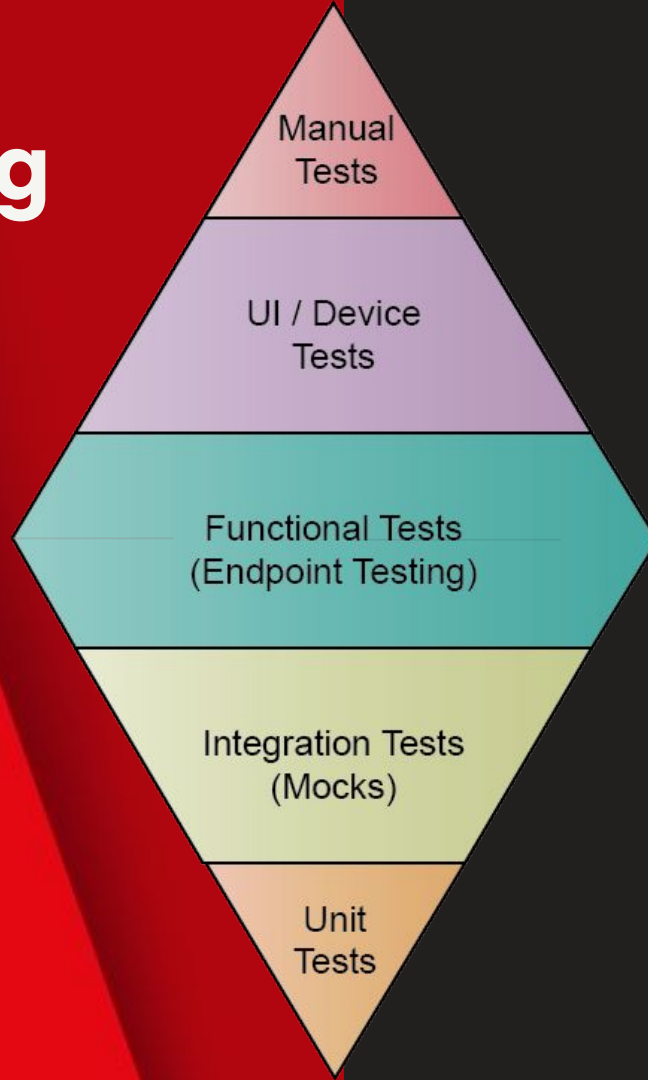 g
Manual
Tests
UI / Device
Tests
Functional Tests
(Endpoint Testing)
Integration Tests
(Mocks)
Unit
Tests